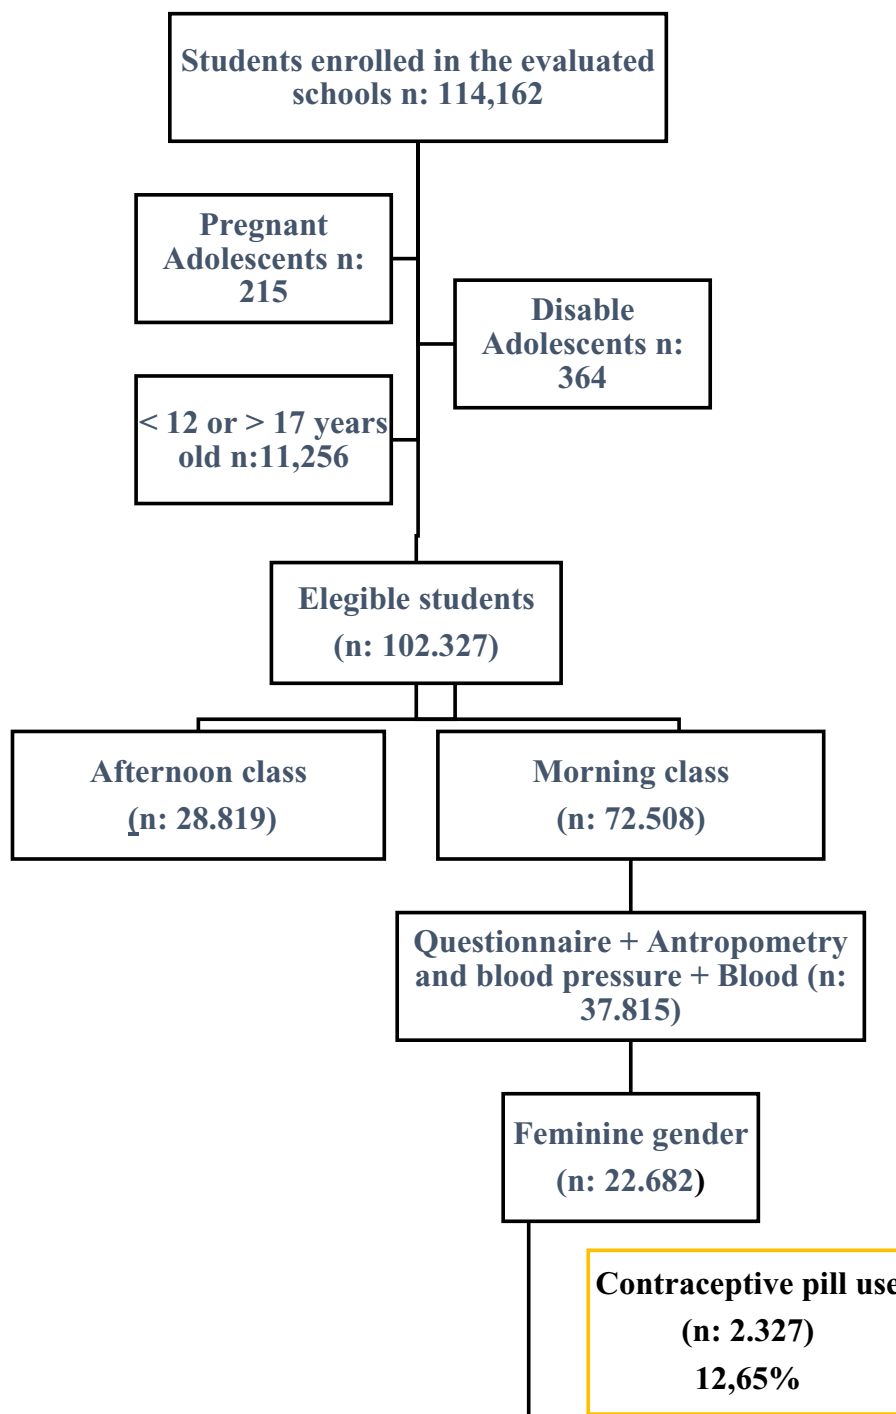 Students enrolled in the evaluated
schools n: 114,162
Pregnant
Adolescents n:
215
Disable
Adolescents n:
364
< 12 or > 17 years
old n:11,256
Elegible students
(n: 102.327)
Afternoon class
(n: 28.819)
Morning class
(n: 72.508)
Questionnaire + Antropometry
and blood pressure + Blood (n:
37.815)
Feminine gender
(n: 22.682)
Contraceptive pill use
(n: 2.327)
12,65%